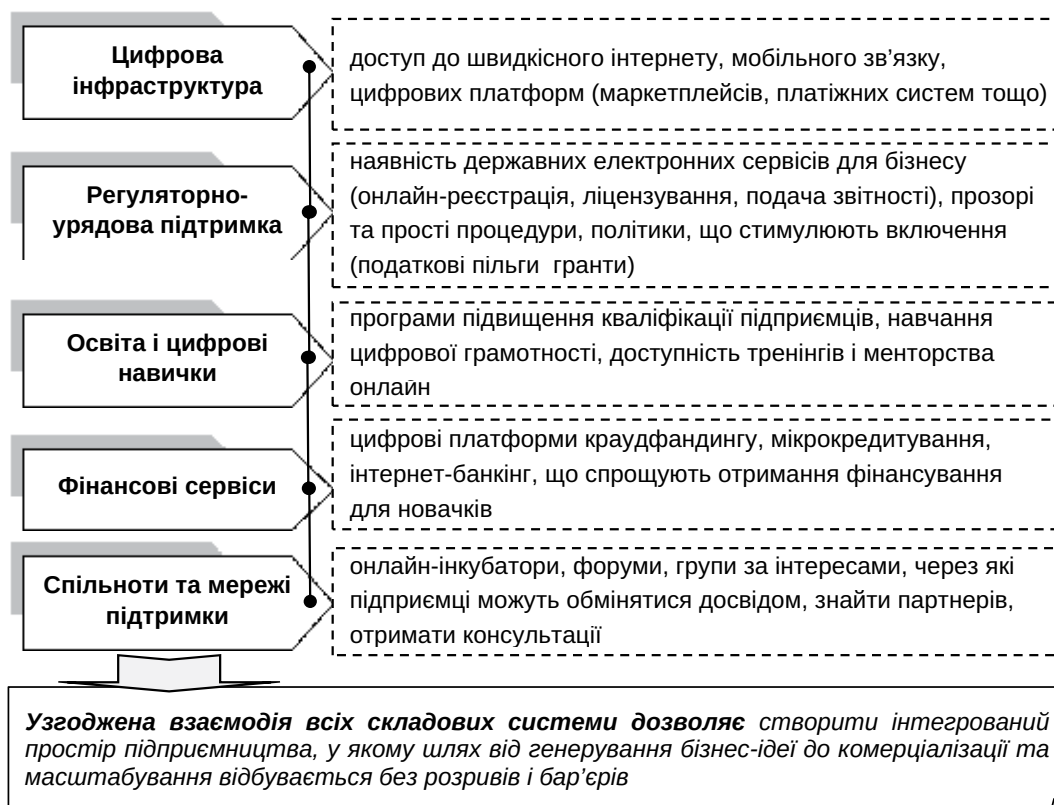 Цифрова
інфраструктура
доступ до швидкісного інтернету, мобільного зв’язку,
цифрових платформ (маркетплейсів, платіжних систем тощо)
Регуляторно-
урядова підтримка
наявність державних електронних сервісів для бізнесу
(онлайн-реєстрація, ліцензування, подача звітності), прозорі
та прості процедури, політики, що стимулюють включення
(податкові пільги гранти)
Освіта і цифрові
навички
програми підвищення кваліфікації підприємців, навчання
цифрової грамотності, доступність тренінгів і менторства
онлайн
Фінансові сервіси
цифрові платформи краудфандингу, мікрокредитування,
інтернет-банкінг, що спрощують отримання фінансування
для новачків
Спільноти та мережі
підтримки
онлайн-інкубатори, форуми, групи за інтересами, через які
підприємці можуть обмінятися досвідом, знайти партнерів,
отримати консультації
Узгоджена взаємодія всіх складових системи дозволяє створити інтегрований
простір підприємництва, у якому шлях від генерування бізнес-ідеї до комерціалізації та
масштабування відбувається без розривів і бар’єрів